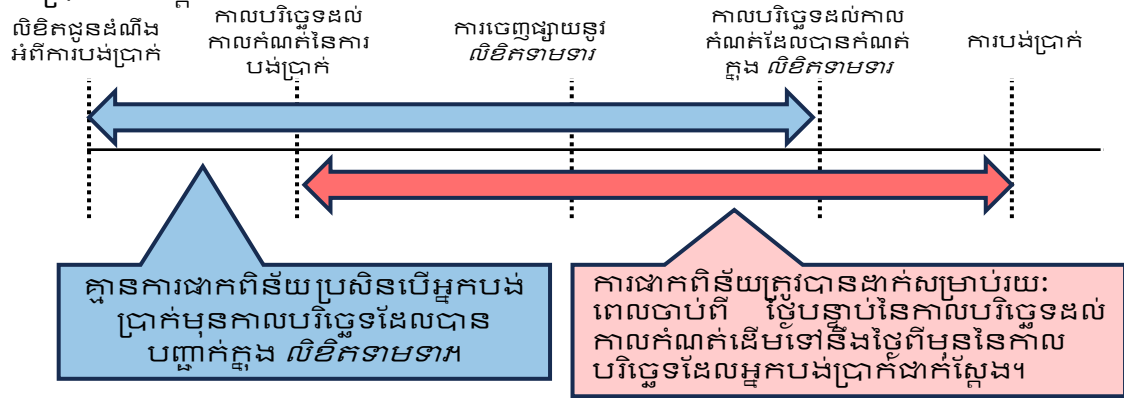 លិខិតជូនដំណឹង
អំពីការបង់ប្រាក់
កាលបរិច្ឆេទដល់
កាលកំណត់នៃការ
បង់ប្រាក់
ការចេញផ្សាយនូវ
លិខិតទាមទារ
កាលបរិច្ឆេទដល់កាល
កំណត់ដែលបានកំណត់
ក្នុង លិខិតទាមទារ
ការបង់ប្រាក់
គ្មានការផាកពិន័យ ប្រសិនបើអ្នកបង់
ប្រាក់មុនកាលបរិច្ឆេទដែលបាន
បញ្ជាក់ក្នុង លិខិតទាមទារ។
ការផាកពិន័យត្រូវបានដាក់សម្រាប់រយៈ
ពេលចាប់ពី ថ្ងៃបន្ទាប់នៃកាលបរិច្ឆេទដល់
កាលកំណត់ដើមទៅនឹងថ្ងៃពីមុននៃកាល
បរិច្ឆេទដែលអ្នកបង់ប្រាក់ជាក់ស្តែង។